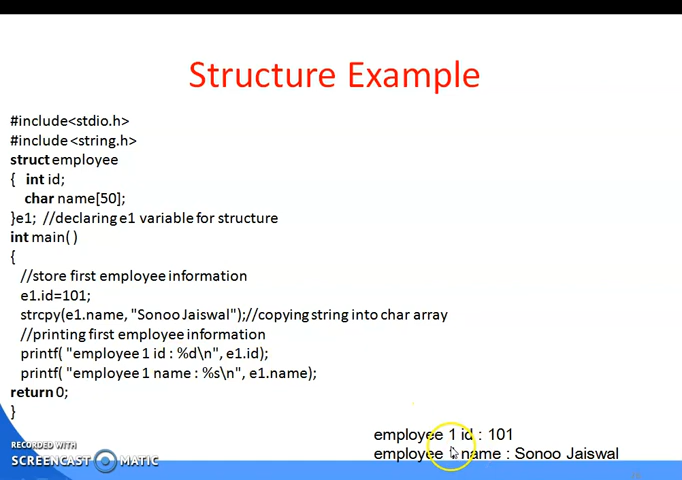 Structure Example
#include<stdio.h>
#include <string.h>
struct employee
{ int id;
char name[50];
}e1; //declaring e1 variable for structure
int main( )
{
//store first employee information
e1.id=101;
strcpy(e1.name, "Sonoo Jaiswal");//copying string into char array
//printing first employee information
printf( "employee 1 id : %d\n", e1.id);
printf( "employee 1 name : %s\n", e1.name);
return 0;
}
employee 1 id : 101
employee name : Sonoo Jaiswal
RECORDED WITH
SCREENCAST MATIC